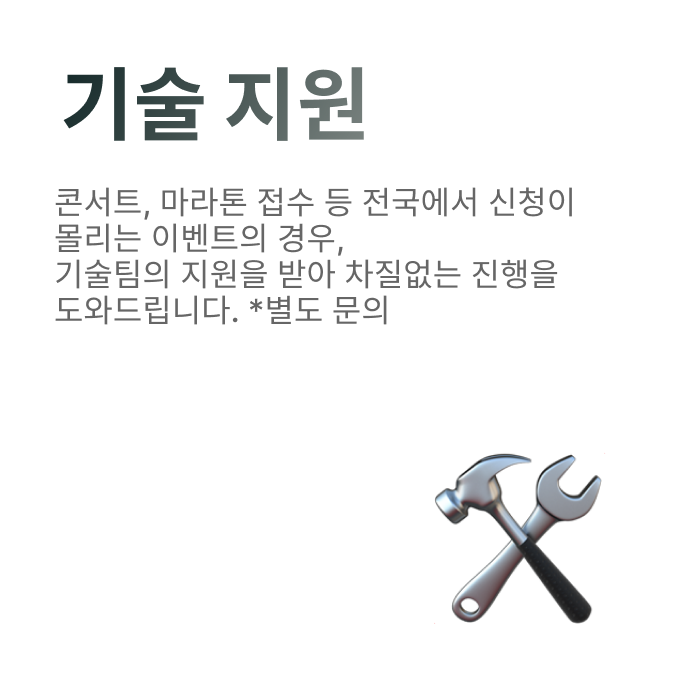 기술 지원
콘서트, 마라톤 접수 등 전국에서 신청이
몰리는 이벤트의 경우,
기술팀의 지원을 받아 차질없는 진행을
도와드립니다. *별도 문의